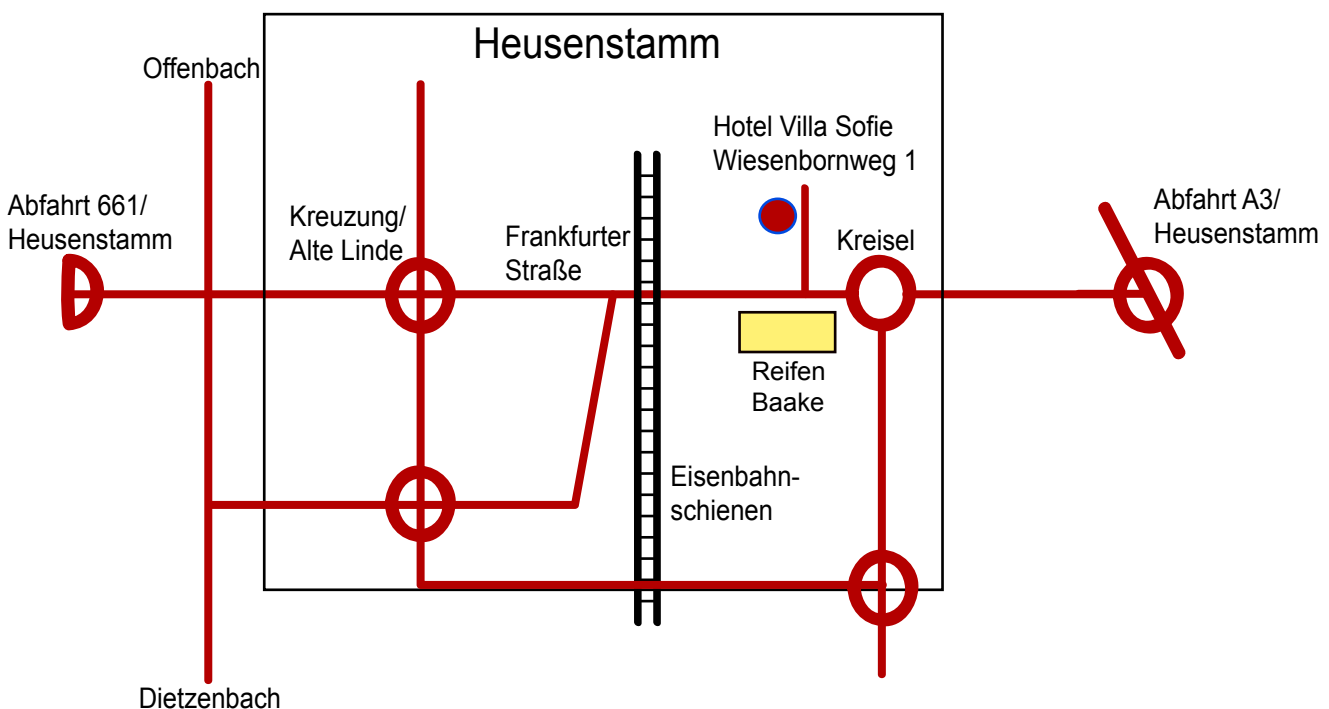 Heusenstamm
Offenbach
Hotel Villa Sofie
Wiesenbornweg 1
Abfahrt 661/
Heusenstamm
Kreuzung/
Alte Linde
Frankfurter
Straße
Kreisel
Abfahrt A3/
Heusenstamm
Reifen
Baake
Eisenbahn-
schienen
Dietzenbach